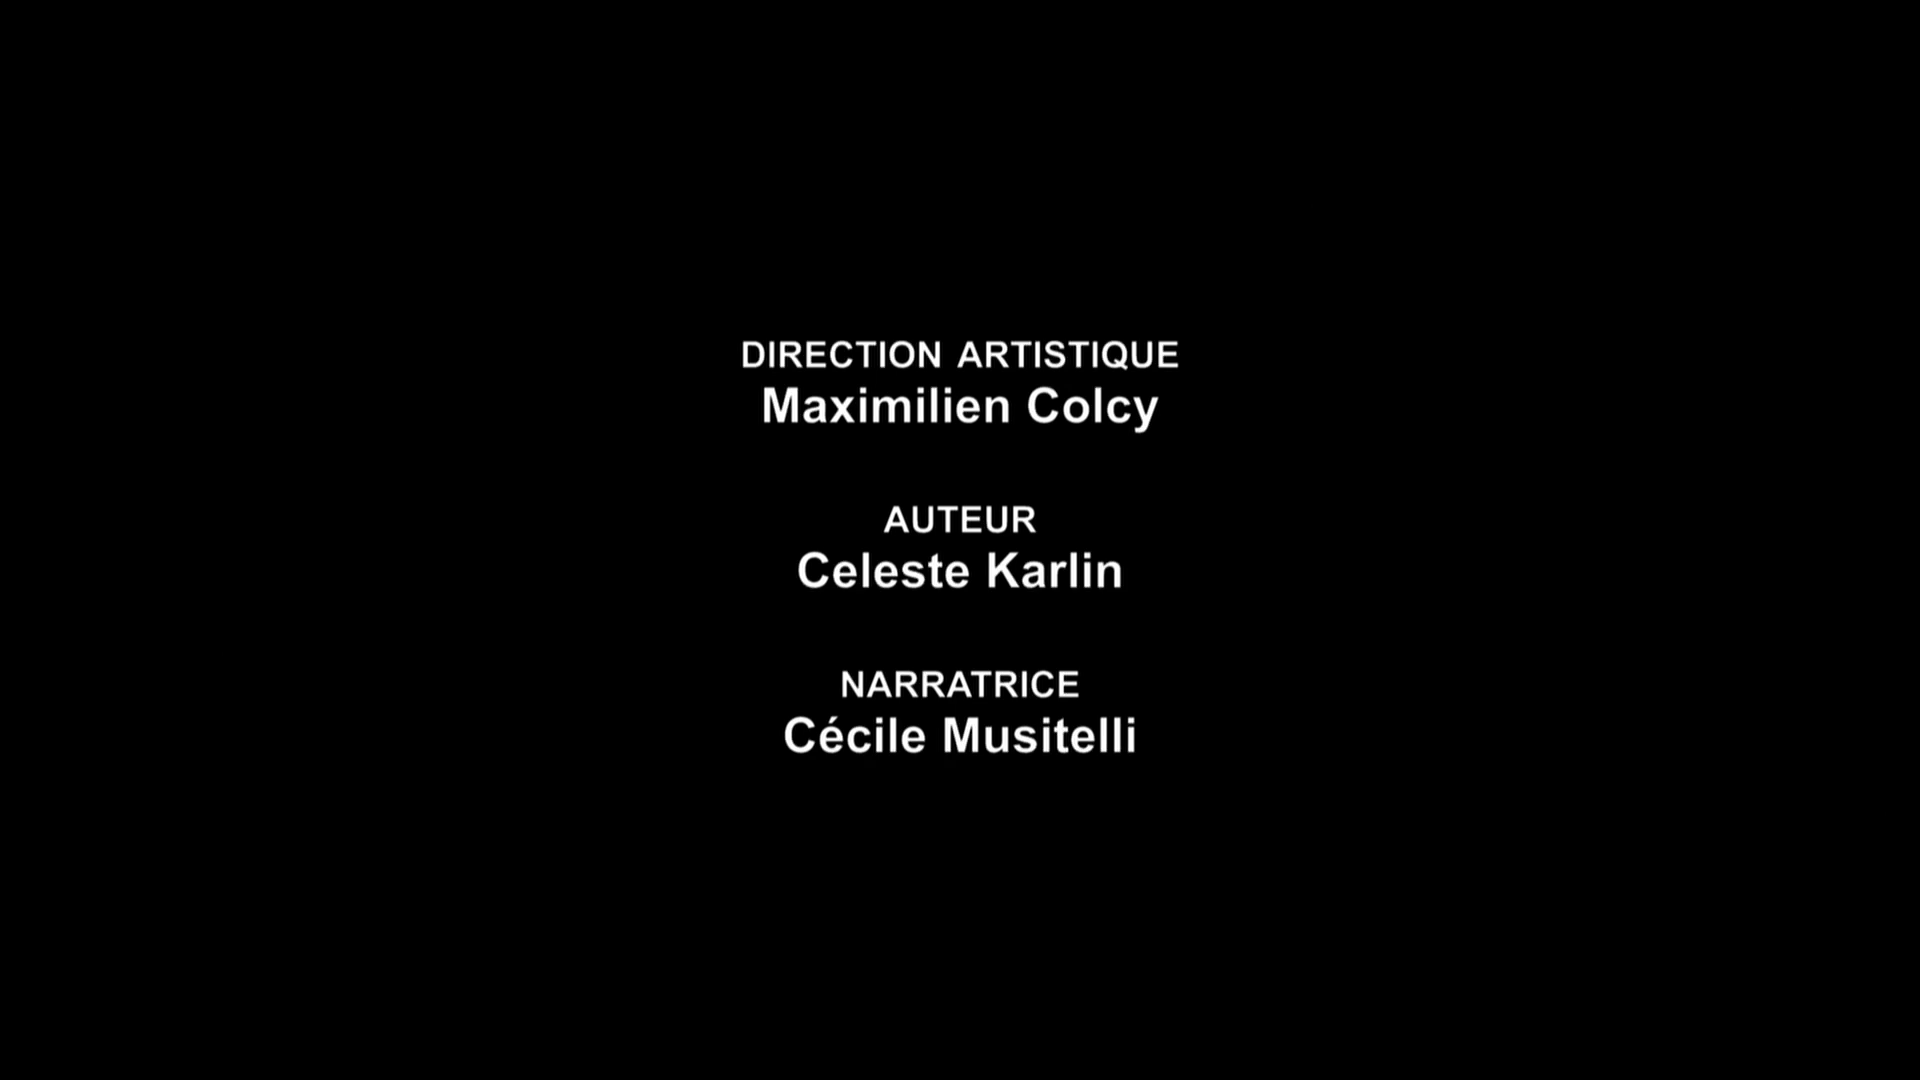 DIRECTION ARTISTIQUE
Maximilien Colcy
AUTEUR
Celeste Karlin
NARRATRICE
Cécile Musitelli